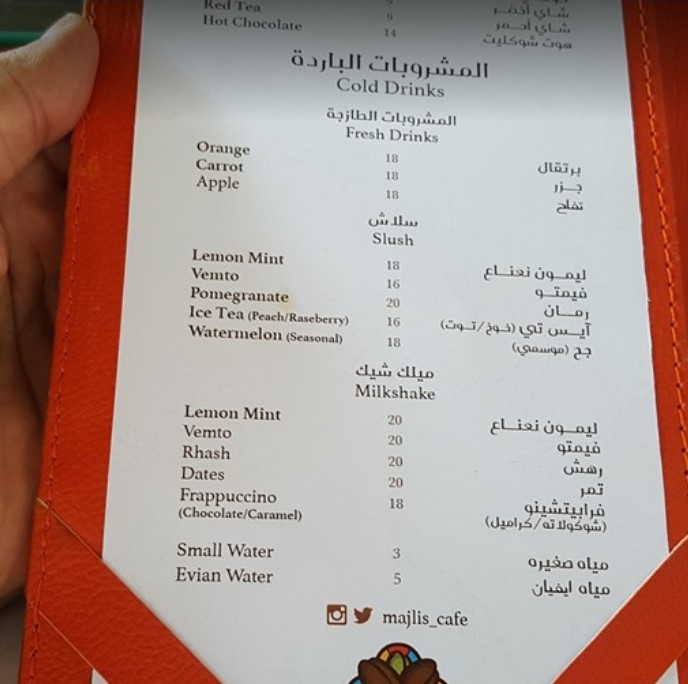 Red Tea 9 شاي أحمر
Hot Chocolate 14 هوت شوكليت
المشروبات الباردة
Cold Drinks
المشروبات الطازجة
Fresh Drinks
Orange 18 برتقال
Carrot 18 جزر
Apple 18 تفاح
سلاش
Slush
Lemon Mint 18 ليمون نعناع
Vemto 16 فيمتو
Pomegranate 20 رمان
Ice Tea (Peach/Raseberry) 16 آيس تي (خوخ/توت)
Watermelon (Seasonal) 18 جح (موسمي)
ميلك شيك
Milkshake
Lemon Mint 20 ليمون نعناع
Vemto 20 فيمتو
Rhash 20 رهش
Dates 20 تمر
Frappuccino 18 فرابيتشينو
(Chocolate/Caramel) (شوكولاته/كراميل)
Small Water 3 مياه صغيره
Evian Water 5 مياه ايفيان
majlis_cafe